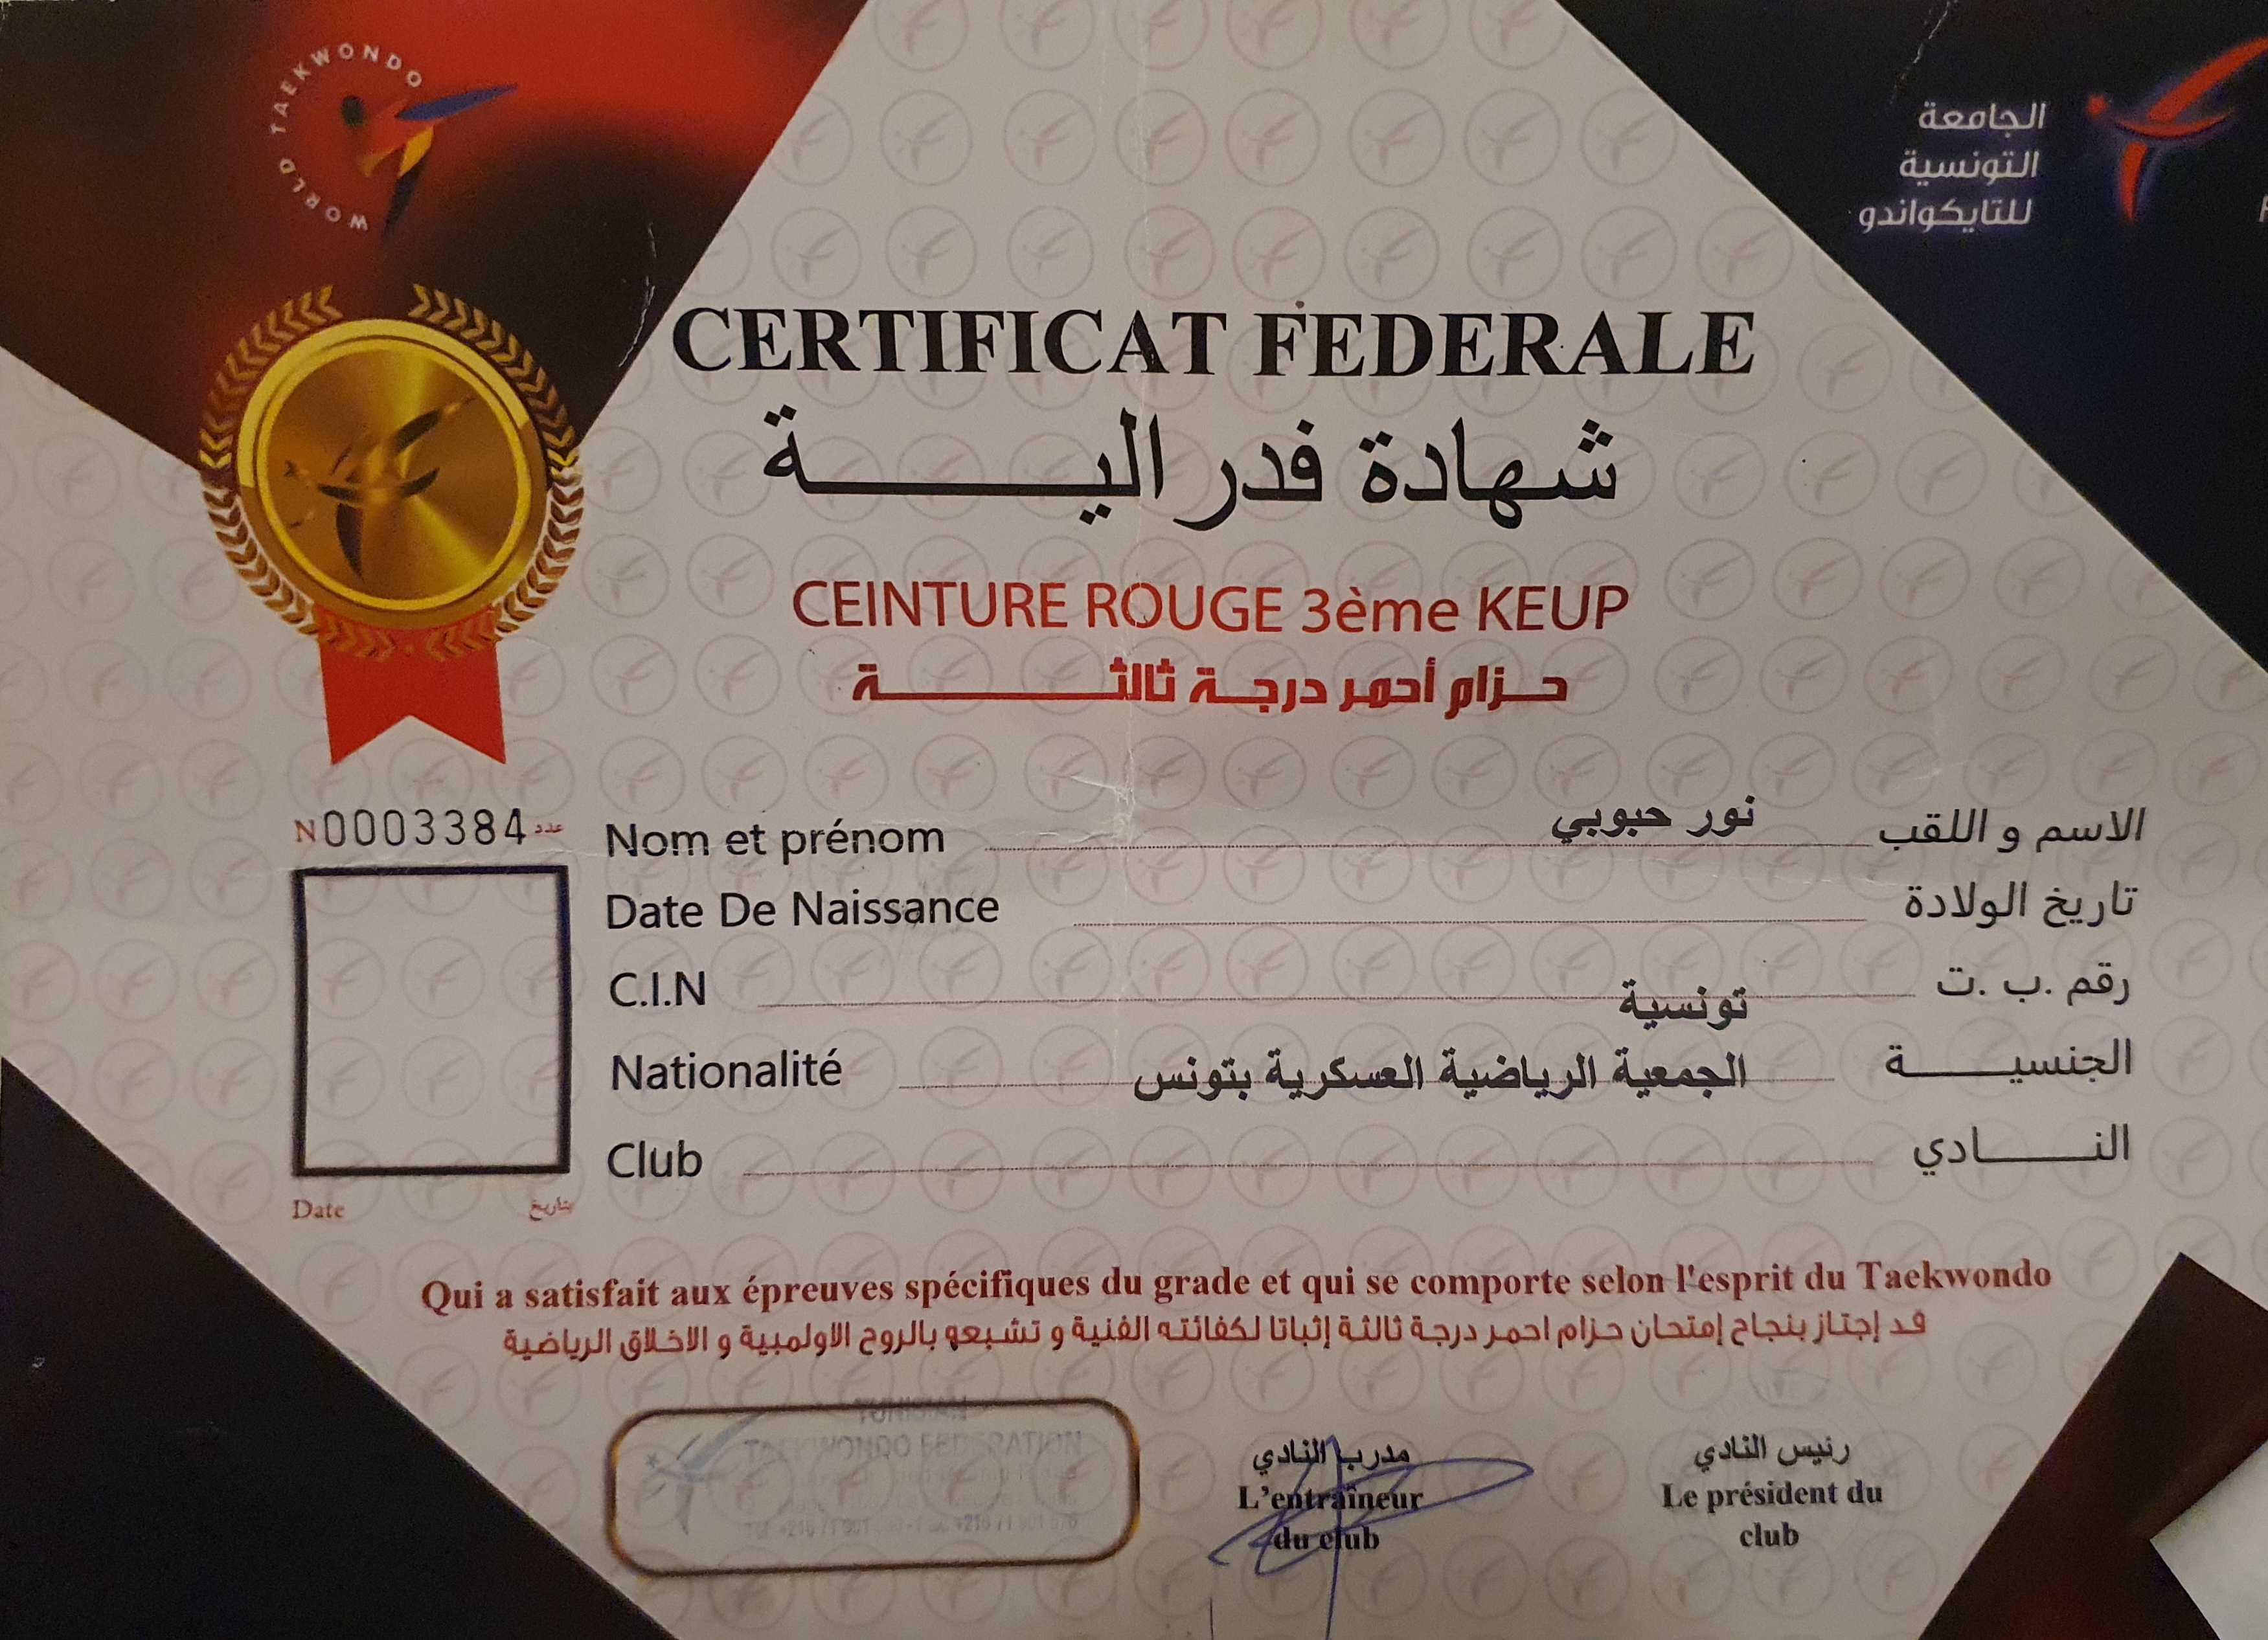 WORLD TAEKWONDO
الجامعة
التونسية
للتايكواندو
CERTIFICAT FEDERALE
شهادة فدرالية
CEINTURE ROUGE 3ème KEUP
حزام أحمر درجة ثالثة
N0003384 عدد
Nom et prénom نور حبوبي الاسم و اللقب
Date De Naissance تاريخ الولادة
C.I.N رقم .ب .ت
تونسية
Nationalité الجنسية
الجمعية الرياضية العسكرية بتونس
Club النادي
Date تاريخ
Qui a satisfait aux épreuves spécifiques du grade et qui se comporte selon l'esprit du Taekwondo
قد إجتاز بنجاح إمتحان حزام احمر درجة ثالثة إثباتا لكفائته الفنية و تشبعه بالروح الاولمبية و الاخلاق الرياضية
TUNISIAN
TAEKWONDO FEDERATION
مدرب النادي
L'entraîneur
du club
رئيس النادي
Le président du
club